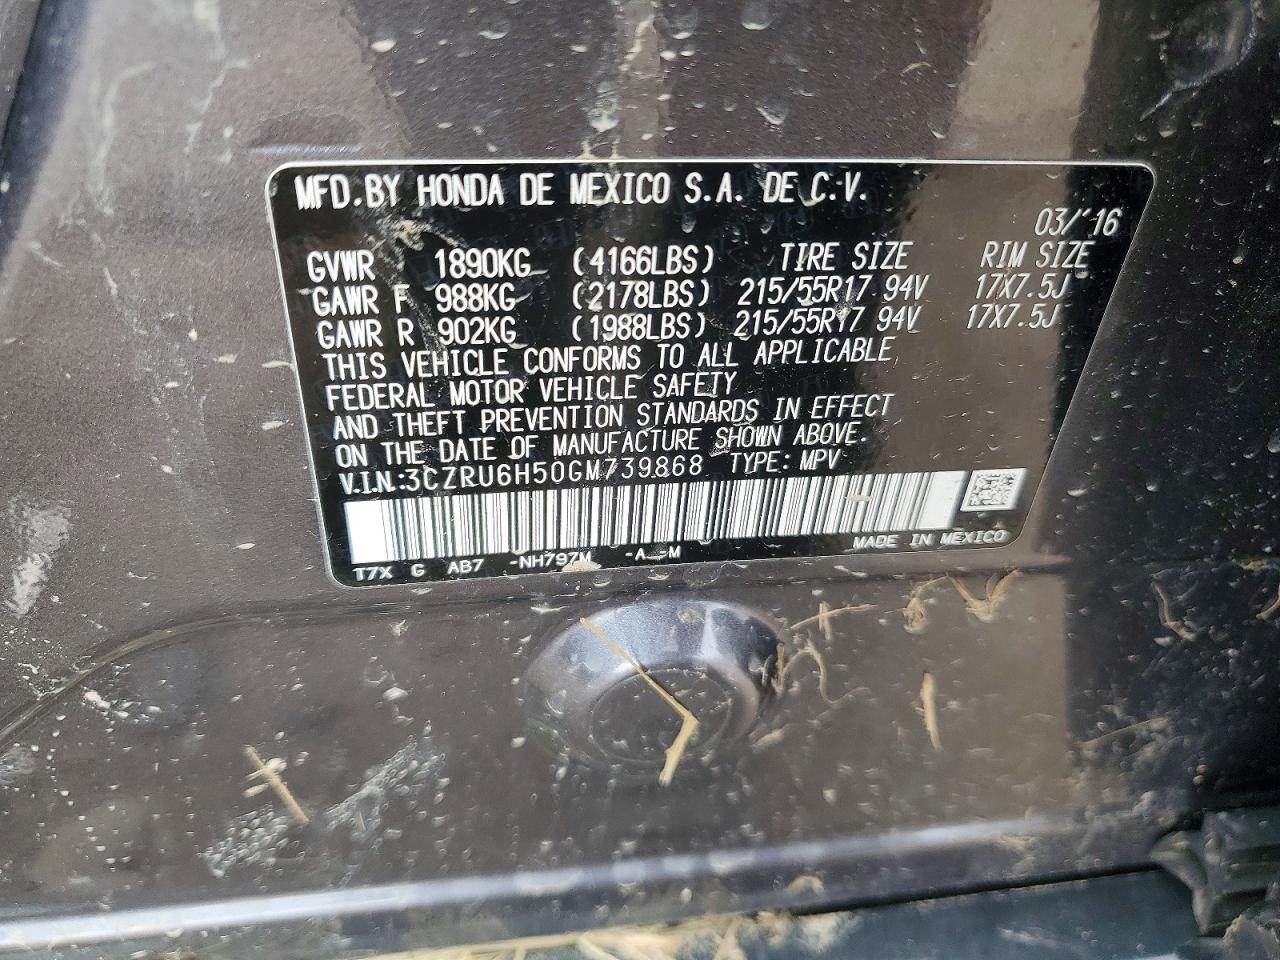 MFD.BY HONDA DE MEXICO S.A. DE C.V.
03/'16
GVWR 1890KG (4166LBS) TIRE SIZE RIM SIZE
GAWR F 988KG (2178LBS) 215/55R17 94V 17X7.5J
GAWR R 902KG (1988LBS) 215/55R17 94V 17X7.5J
THIS VEHICLE CONFORMS TO ALL APPLICABLE
FEDERAL MOTOR VEHICLE SAFETY
AND THEFT PREVENTION STANDARDS IN EFFECT
ON THE DATE OF MANUFACTURE SHOWN ABOVE.
V.I.N.:3CZRU6H50GM739868 TYPE: MPV
T7X G AB7 -NH797M -A -M MADE IN MEXICO